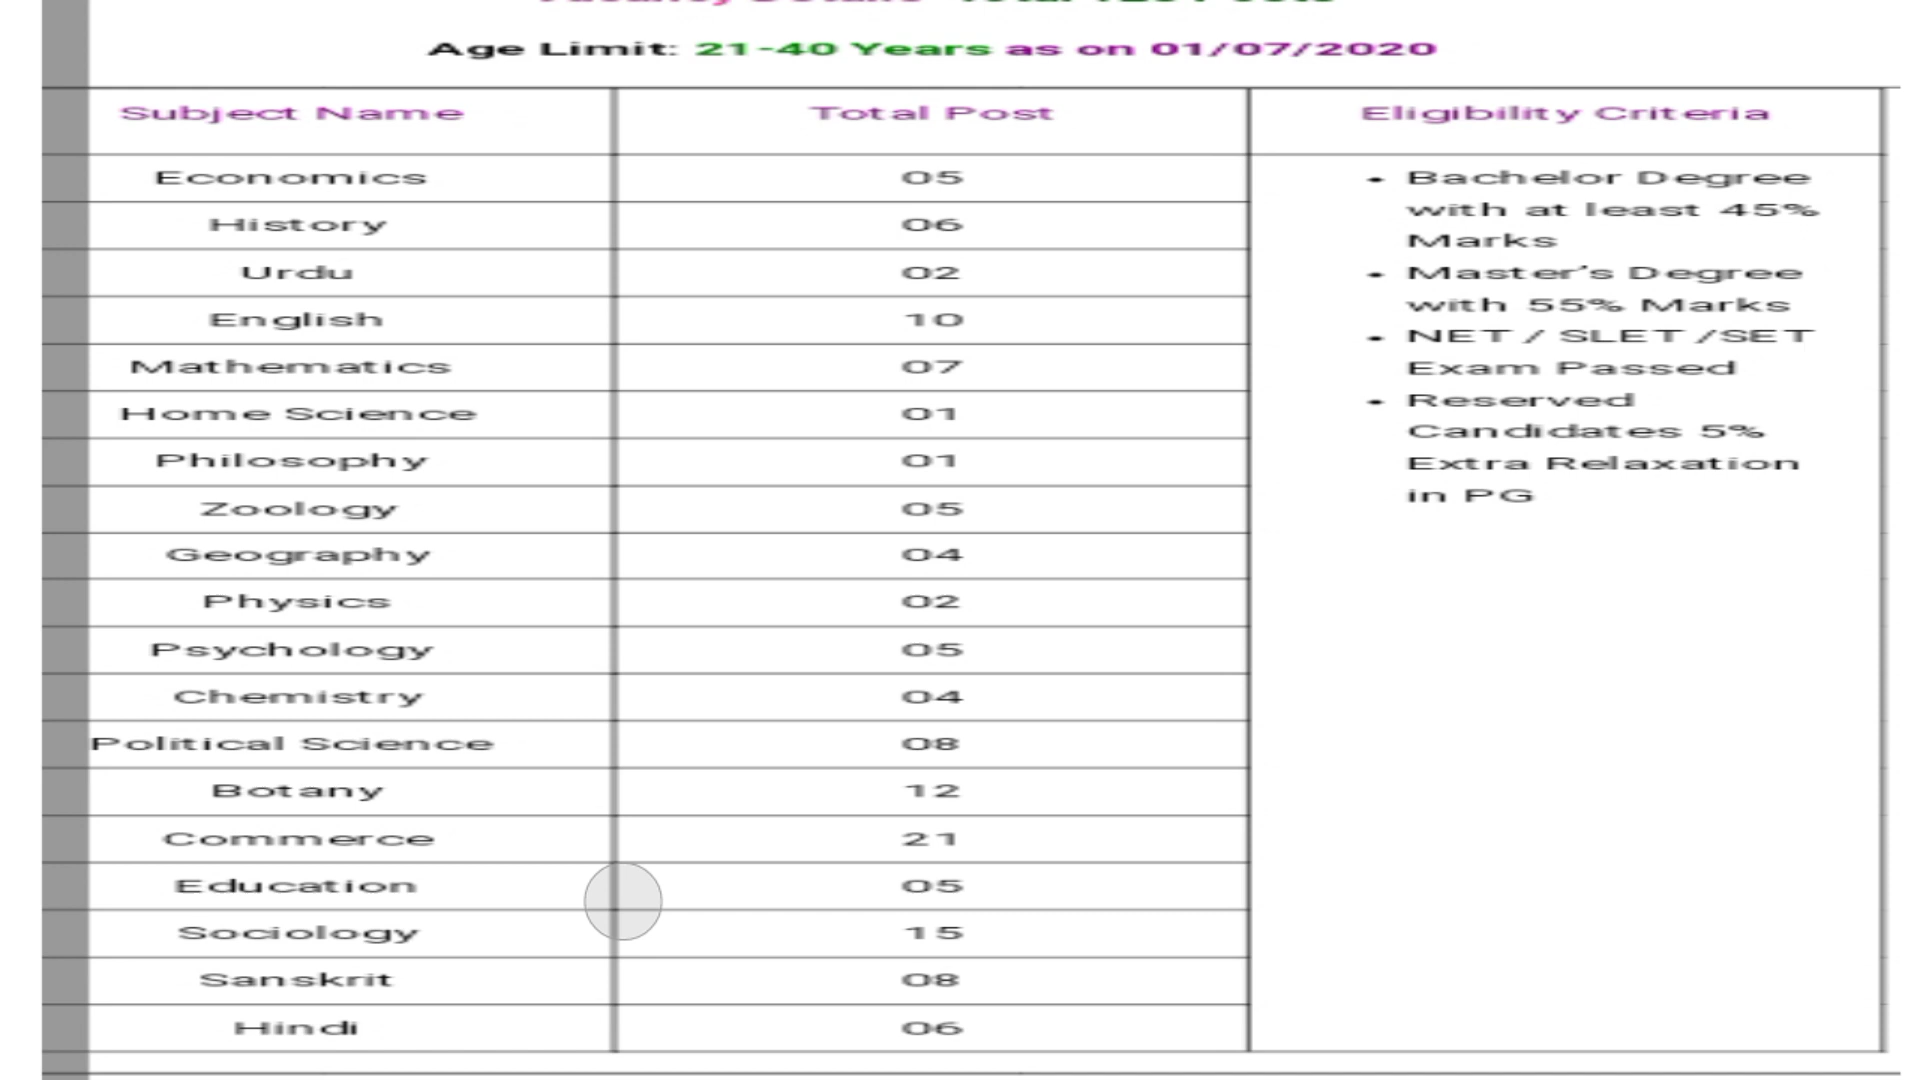 Age Limit: 21-40 Years as on 01/07/2020
Subject Name Total Post Eligibility Criteria
Economics 05
History 06
Urdu 02
English 10
Mathematics 07
Home Science 01
Philosophy 01
Zoology 05
Geography 04
Physics 02
Psychology 05
Chemistry 04
Political Science 08
Botany 12
Commerce 21
Education 05
Sociology 15
Sanskrit 08
Hindi 06
• Bachelor Degree
with at least 45%
Marks
• Master's Degree
with 55% Marks
• NET / SLET /SET
Exam Passed
• Reserved
Candidates 5%
Extra Relaxation
in PG